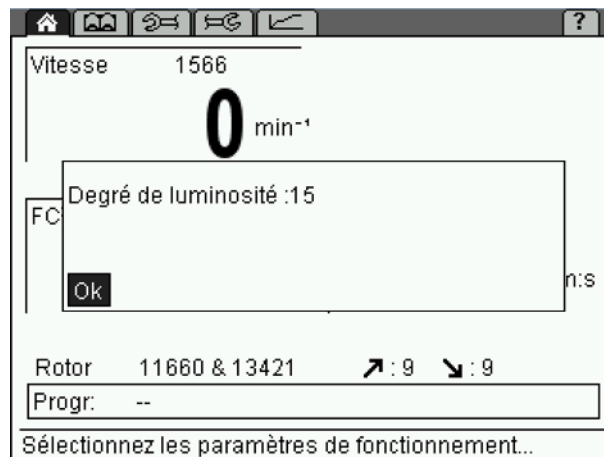 ?
Vitesse 1566
0 min⁻¹
Degré de luminosité :15
FC
n:s
Ok
Rotor 11660 & 13421 ↗ : 9 ↘ : 9
Progr: --
Sélectionnez les paramètres de fonctionnement...